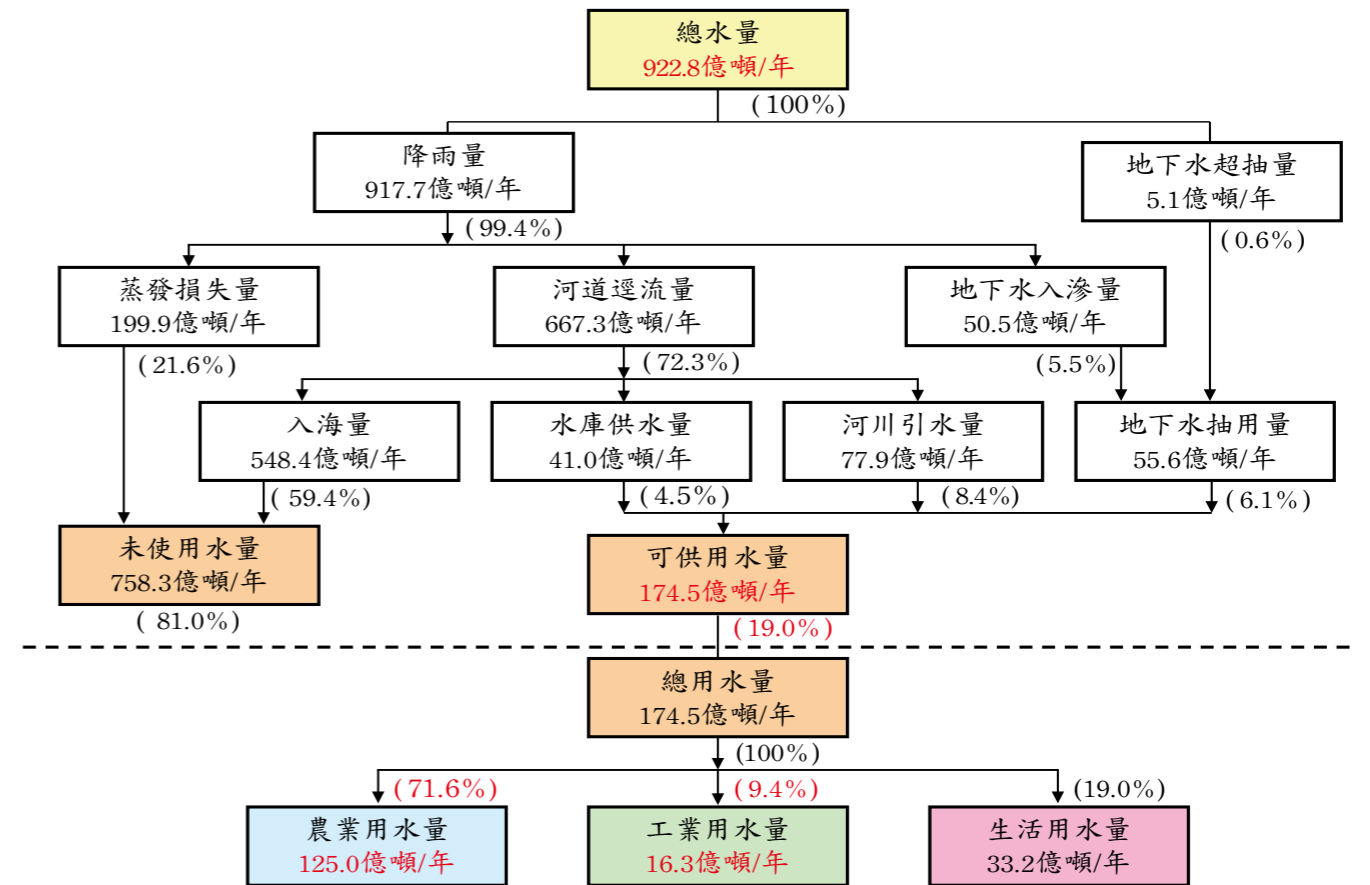 總水量
922.8億噸/年
(100%)
降雨量
917.7億噸/年
地下水超抽量
5.1億噸/年
(99.4%)
(0.6%)
蒸發損失量
199.9億噸/年
河道逕流量
667.3億噸/年
地下水入滲量
50.5億噸/年
(21.6%)
(72.3%)
(5.5%)
入海量
548.4億噸/年
水庫供水量
41.0億噸/年
河川引水量
77.9億噸/年
地下水抽用量
55.6億噸/年
(59.4%)
(4.5%)
(8.4%)
(6.1%)
未使用水量
758.3億噸/年
可供用水量
174.5億噸/年
(81.0%)
(19.0%)
總用水量
174.5億噸/年
(100%)
(71.6%)
(9.4%)
(19.0%)
農業用水量
125.0億噸/年
工業用水量
16.3億噸/年
生活用水量
33.2億噸/年